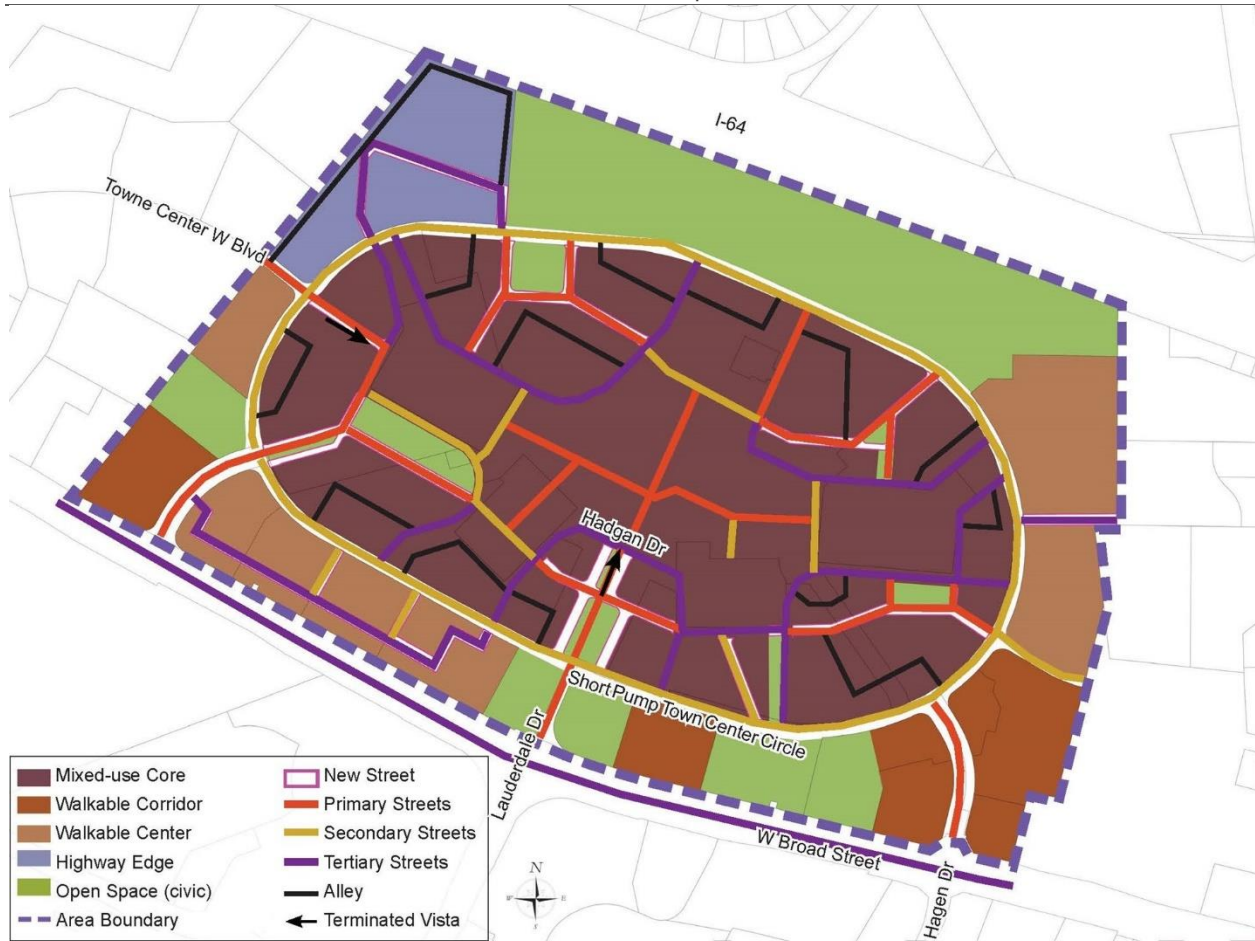 I-64
Towne Center W Blvd
Hadgan Dr
Short Pump Town Center Circle
Lauderdale Dr
W Broad Street
Hagen Dr
Mixed-use Core
Walkable Corridor
Walkable Center
Highway Edge
Open Space (civic)
Area Boundary
New Street
Primary Streets
Secondary Streets
Tertiary Streets
Alley
Terminated Vista
N
W
E
S